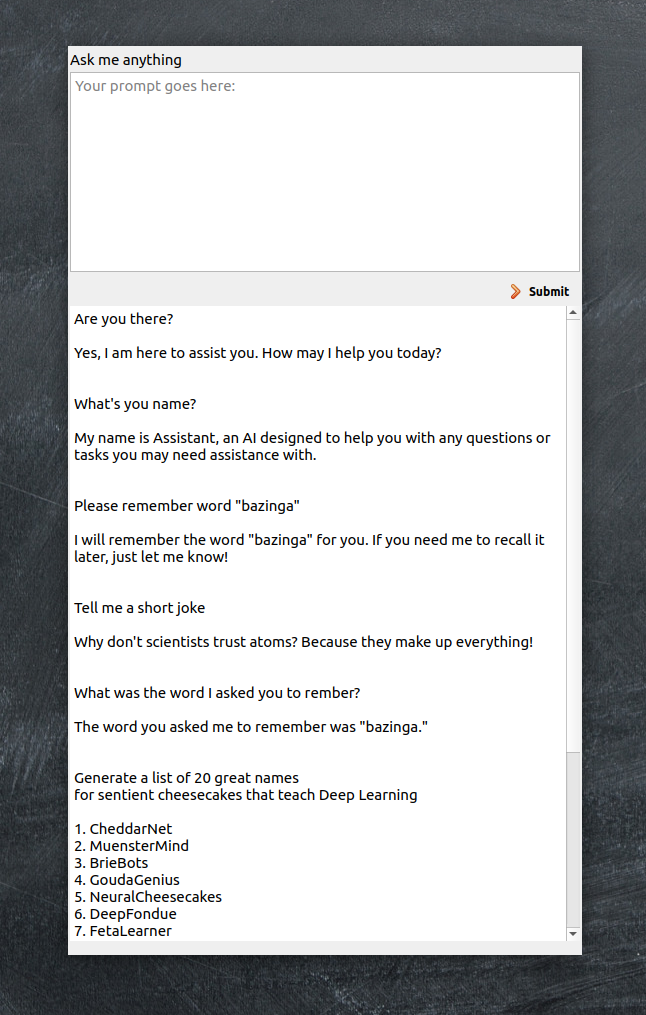 Ask me anything
Your prompt goes here:
Submit
Are you there?
Yes, I am here to assist you. How may I help you today?
What's you name?
My name is Assistant, an AI designed to help you with any questions or
tasks you may need assistance with.
Please remember word "bazinga"
I will remember the word "bazinga" for you. If you need me to recall it
later, just let me know!
Tell me a short joke
Why don't scientists trust atoms? Because they make up everything!
What was the word I asked you to rember?
The word you asked me to remember was "bazinga."
Generate a list of 20 great names
for sentient cheesecakes that teach Deep Learning
1. CheddarNet
2. MuensterMind
3. BrieBots
4. GoudaGenius
5. NeuralCheesecakes
6. DeepFondue
7. FetaLearner